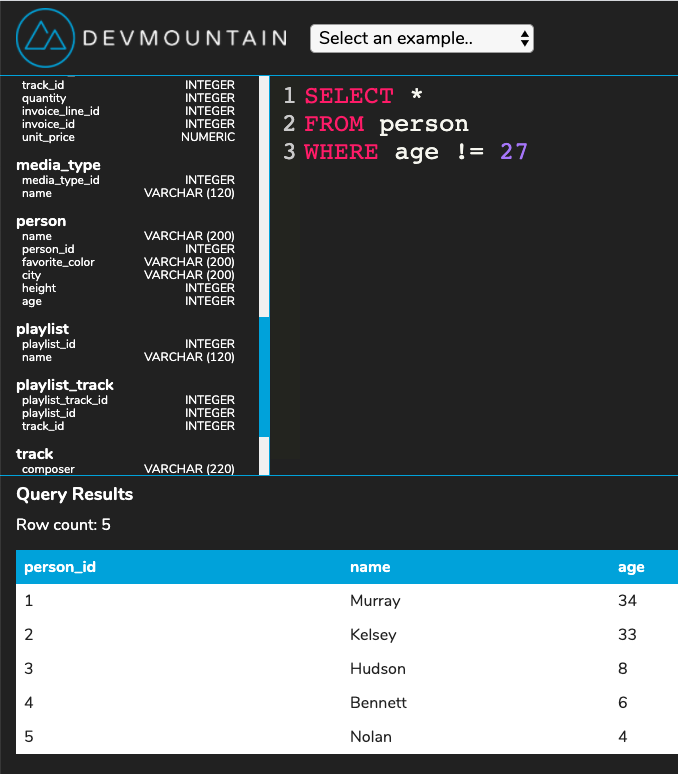 DEVMOUNTAIN
Select an example..
track_id INTEGER
quantity INTEGER
invoice_line_id INTEGER
invoice_id INTEGER
unit_price NUMERIC
media_type
media_type_id INTEGER
name VARCHAR (120)
person
name VARCHAR (200)
person_id INTEGER
favorite_color VARCHAR (200)
city VARCHAR (200)
height INTEGER
age INTEGER
playlist
playlist_id INTEGER
name VARCHAR (120)
playlist_track
playlist_track_id INTEGER
playlist_id INTEGER
track_id INTEGER
track
composer VARCHAR (220)
1 SELECT *
2 FROM person
3 WHERE age != 27
Query Results
Row count: 5
person_id name age
1 Murray 34
2 Kelsey 33
3 Hudson 8
4 Bennett 6
5 Nolan 4